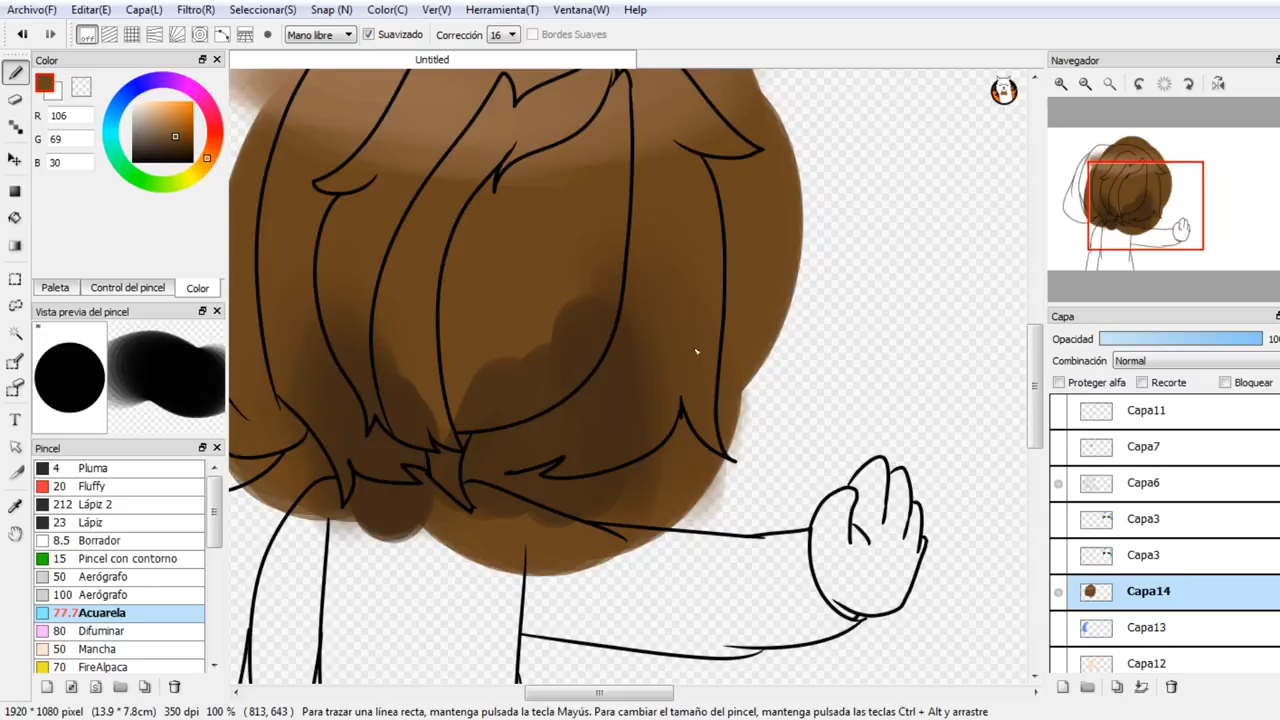 Archivo(F) Editar(E) Capa(L) Filtro(R) Seleccionar(S) Snap (N) Color(C) Ver(V) Herramienta(T) Ventana(W) Help
Off Mano libre Suavizado Corrección 16 Bordes Suaves
Color
Untitled
Navegador
R 106
G 69
B 30
Paleta Control del pincel Color
Vista previa del pincel
Capa
Opacidad 100
Combinación Normal
Proteger alfa Recorte Bloquear
Capa11
Capa7
Pincel
4 Pluma
Capa6
20 Fluffy
212 Lápiz 2
Capa3
23 Lápiz
8.5 Borrador
Capa3
15 Pincel con contorno
50 Aerógrafo
Capa14
100 Aerógrafo
77.7 Acuarela
Capa13
80 Difuminar
50 Mancha
Capa12
70 FireAlpaca
1920 * 1080 pixel (13.9 * 7.8cm) 350 dpi 100 % ( 813, 643 ) Para trazar una línea recta, mantenga pulsada la tecla Mayús. Para cambiar el tamaño del pincel, mantenga pulsada las teclas Ctrl + Alt y arrastre